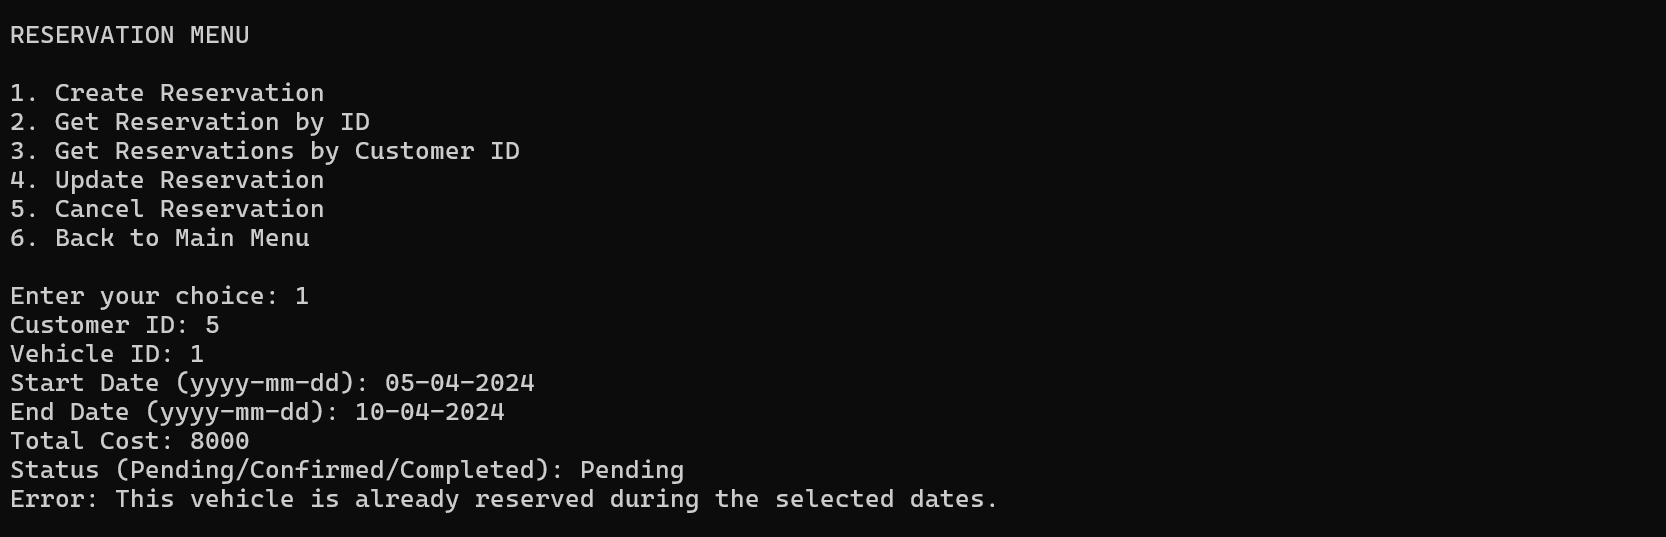 RESERVATION MENU
1. Create Reservation
2. Get Reservation by ID
3. Get Reservations by Customer ID
4. Update Reservation
5. Cancel Reservation
6. Back to Main Menu
Enter your choice: 1
Customer ID: 5
Vehicle ID: 1
Start Date (yyyy-mm-dd): 05-04-2024
End Date (yyyy-mm-dd): 10-04-2024
Total Cost: 8000
Status (Pending/Confirmed/Completed): Pending
Error: This vehicle is already reserved during the selected dates.